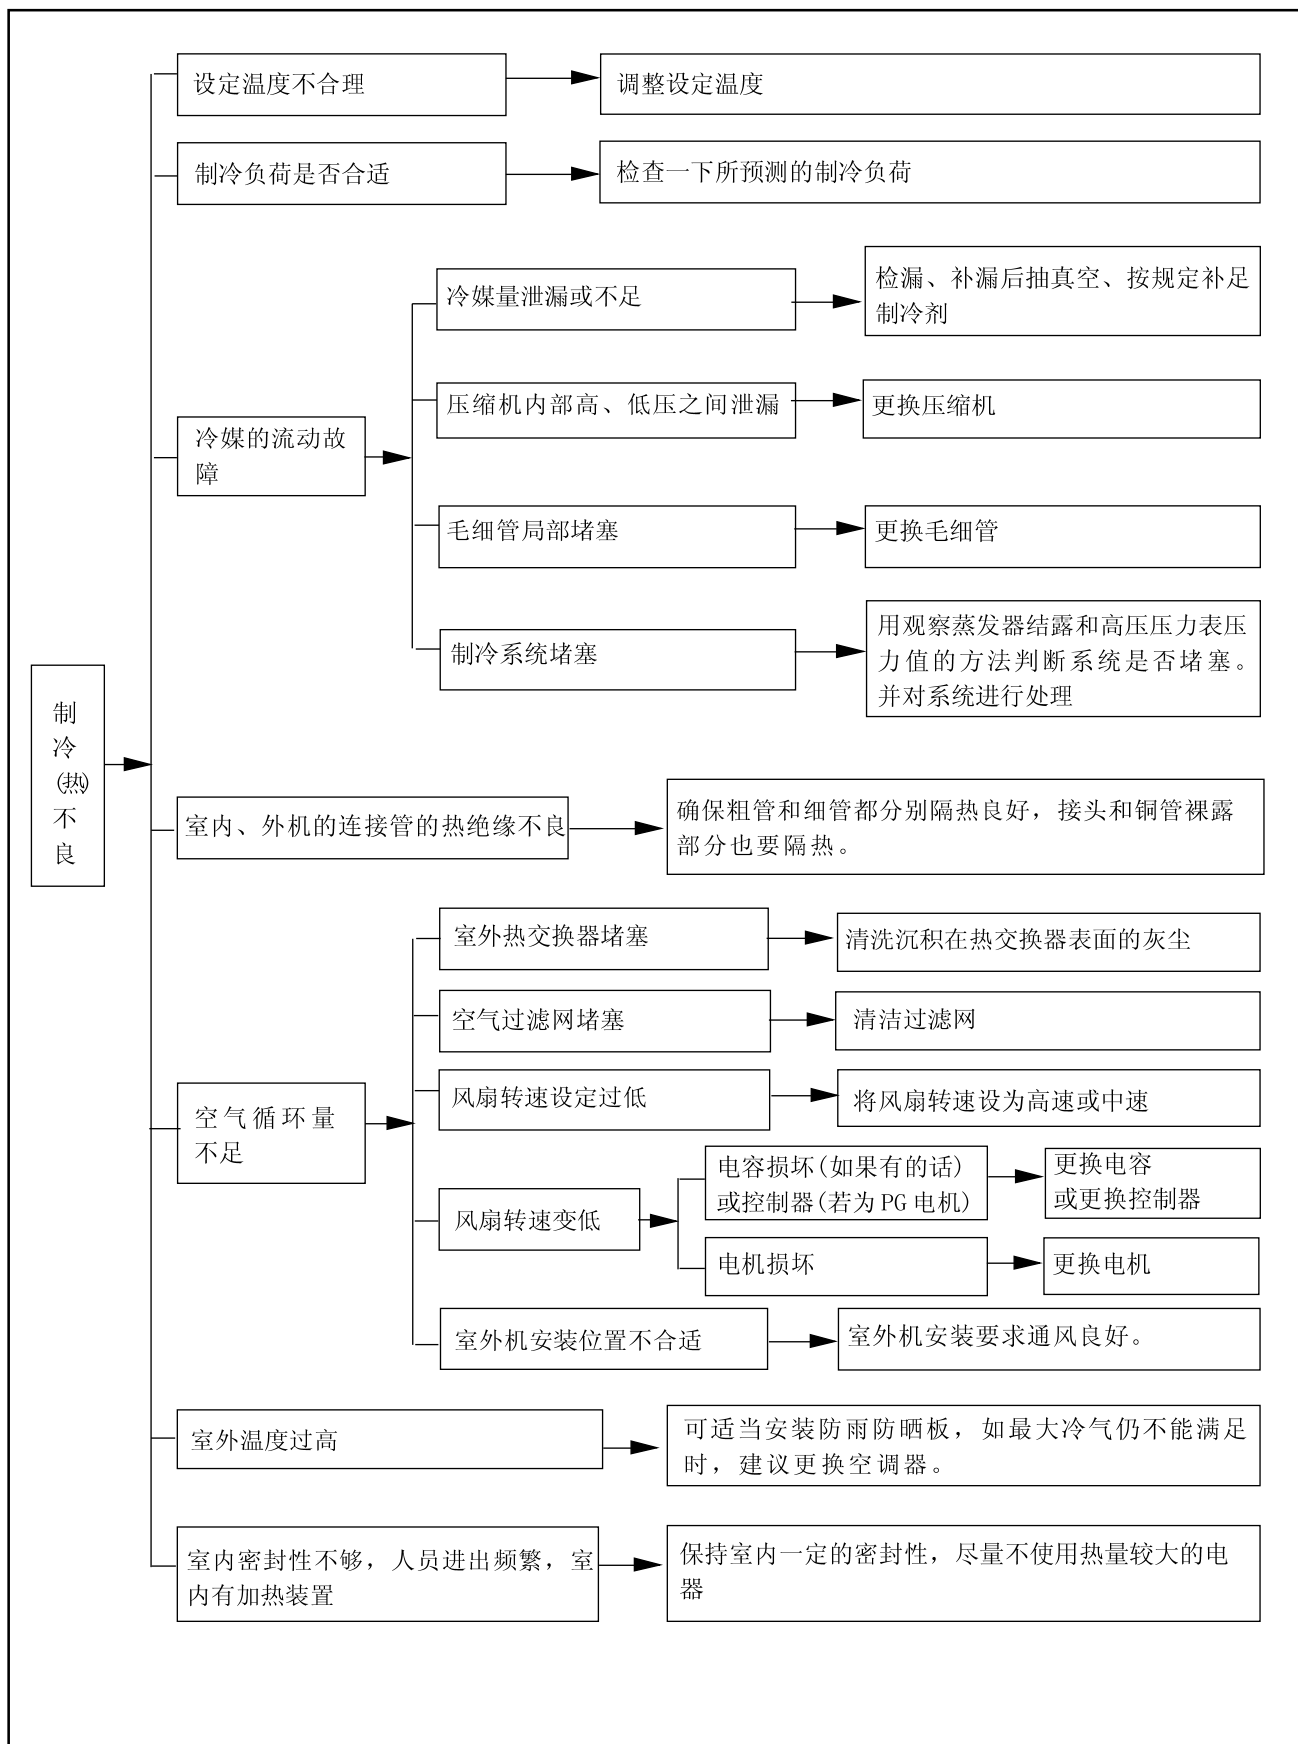 设定温度不合理
调整设定温度
制冷负荷是否合适
检查一下所预测的制冷负荷
冷媒的流动故
障
冷媒量泄漏或不足
检漏、补漏后抽真空、按规定补足
制冷剂
压缩机内部高、低压之间泄漏
更换压缩机
毛细管局部堵塞
更换毛细管
制冷系统堵塞
用观察蒸发器结露和高压压力表压
力值的方法判断系统是否堵塞。
并对系统进行处理
制
冷
(热)
不
良
室内、外机的连接管的热绝缘不良
确保粗管和细管都分别隔热良好，接头和铜管裸露
部分也要隔热。
空气循环量
不足
室外热交换器堵塞
清洗沉积在热交换器表面的灰尘
空气过滤网堵塞
清洁过滤网
风扇转速设定过低
将风扇转速设为高速或中速
风扇转速变低
电容损坏(如果有的话)
或控制器(若为PG电机)
更换电容
或更换控制器
电机损坏
更换电机
室外机安装位置不合适
室外机安装要求通风良好。
室外温度过高
可适当安装防雨防晒板，如最大冷气仍不能满足
时，建议更换空调器。
室内密封性不够，人员进出频繁，室
内有加热装置
保持室内一定的密封性，尽量不使用热量较大的电
器